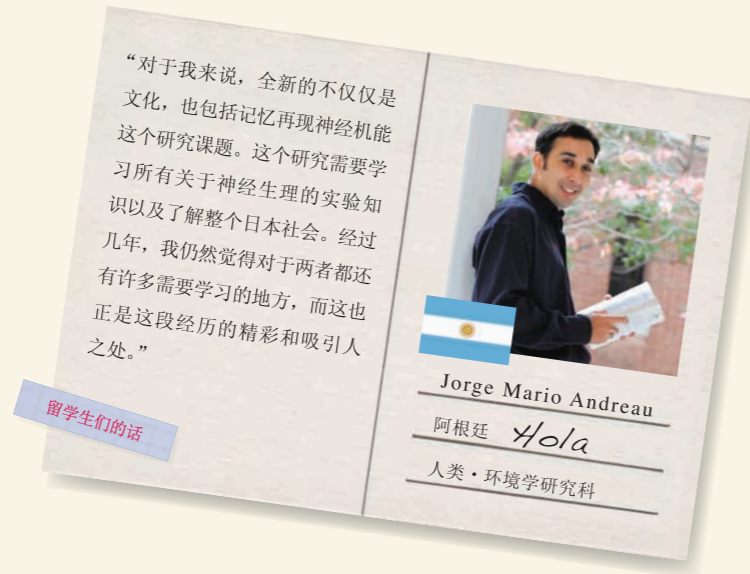 “对于我来说，全新的不仅仅是
文化，也包括记忆再现神经机能
这个研究课题。这个研究需要学
习所有关于神经生理的实验知
识以及了解整个日本社会。经过
几年，我仍然觉得对于两者都还
有许多需要学习的地方，而这也
正是这段经历的精彩和吸引人
之处。”
留学生们的话
Jorge Mario Andreau
阿根廷 Hola
人类・环境学研究科